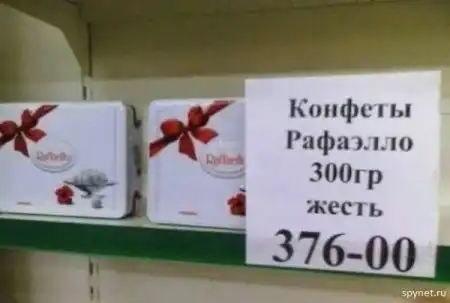 Конфеты
Рафаэлло
300гр
жесть
376-00
Raffaello
Raffaello
spynet.ru